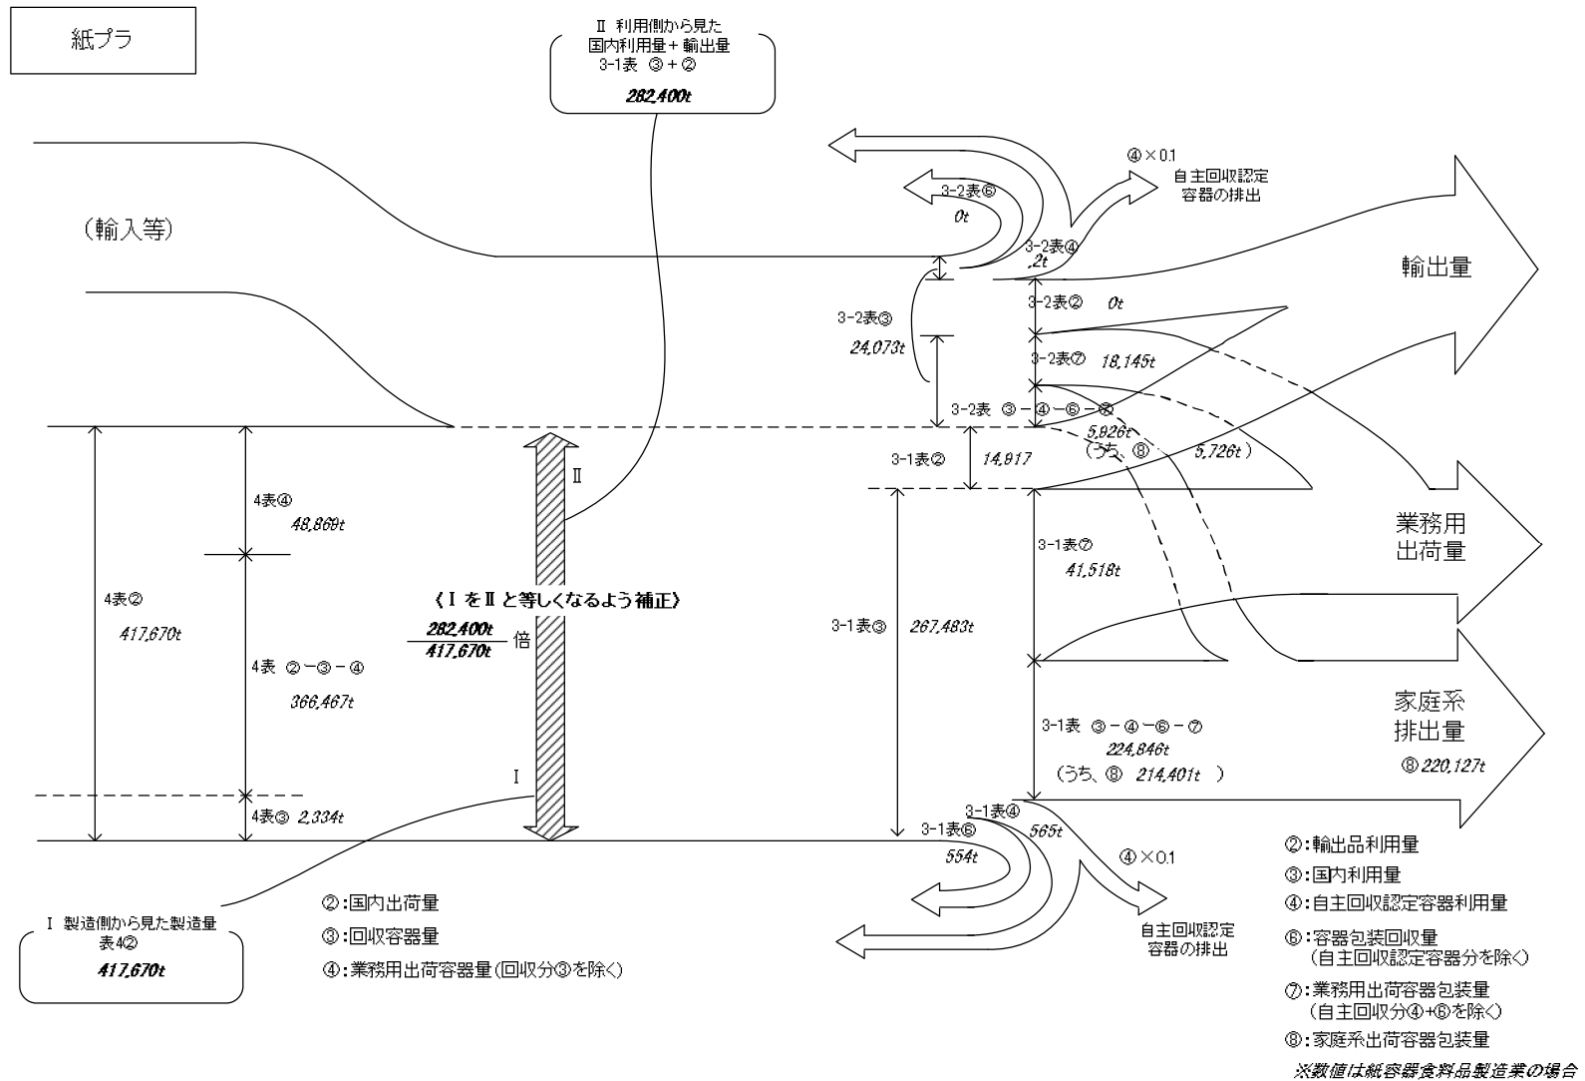 紙プラ
Ⅱ 利用側から見た
国内利用量+輸出量
3-1表 ③+②
282,400t
(輸入等)
3-2表⑥
0t
④×0.1
自主回収認定
容器の排出
3-2表④
.2t
輸出量
3-2表② 0t
3-2表③
24,073t
3-2表⑦ 18,145t
3-2表 ③-④-⑥-⑦
5,926t
(うち、⑧ 5,726t)
3-1表② 14,917
Ⅱ
4表④
48,869t
業務用
出荷量
3-1表⑦
41,518t
4表②
417,670t
《ⅠをⅡと等しくなるよう補正》
282,400t
417,670t
倍
3-1表③ 267,483t
4表 ②-③-④
366,467t
家庭系
排出量
⑧220,127t
3-1表 ③-④-⑥-⑦
224,846t
(うち、⑧ 214,401t )
Ⅰ
4表③ 2,334t
3-1表④
565t
3-1表⑥
554t
④×0.1
自主回収認定
容器の排出
Ⅰ 製造側から見た製造量
表4②
417,670t
②:国内出荷量
③:回収容器量
④:業務用出荷容器量(回収分③を除く)
②:輸出品利用量
③:国内利用量
④:自主回収認定容器利用量
⑥:容器包装回収量
(自主回収認定容器分を除く)
⑦:業務用出荷容器包装量
(自主回収分④+⑥を除く)
⑧:家庭系出荷容器包装量
※数値は紙容器食料品製造業の場合